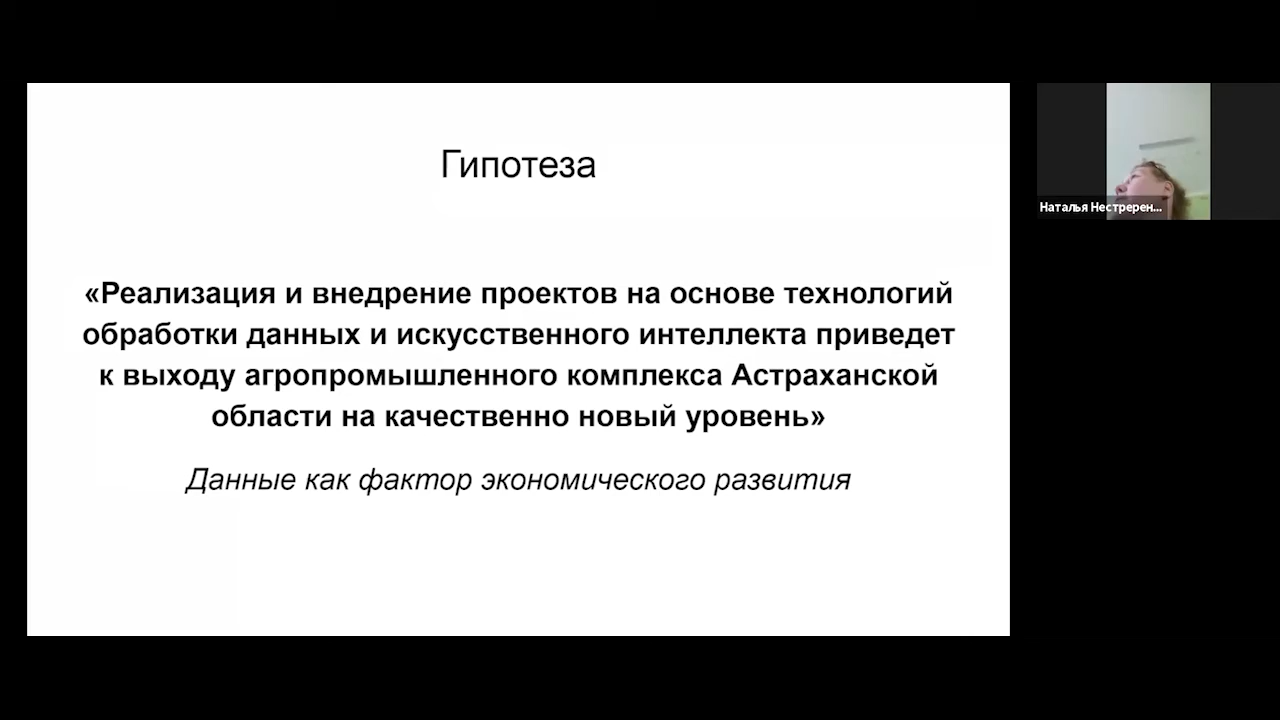 Гипотеза
«Реализация и внедрение проектов на основе технологий
обработки данных и искусственного интеллекта приведет
к выходу агропромышленного комплекса Астраханской
области на качественно новый уровень»
Данные как фактор экономического развития
Наталья Нестререн...